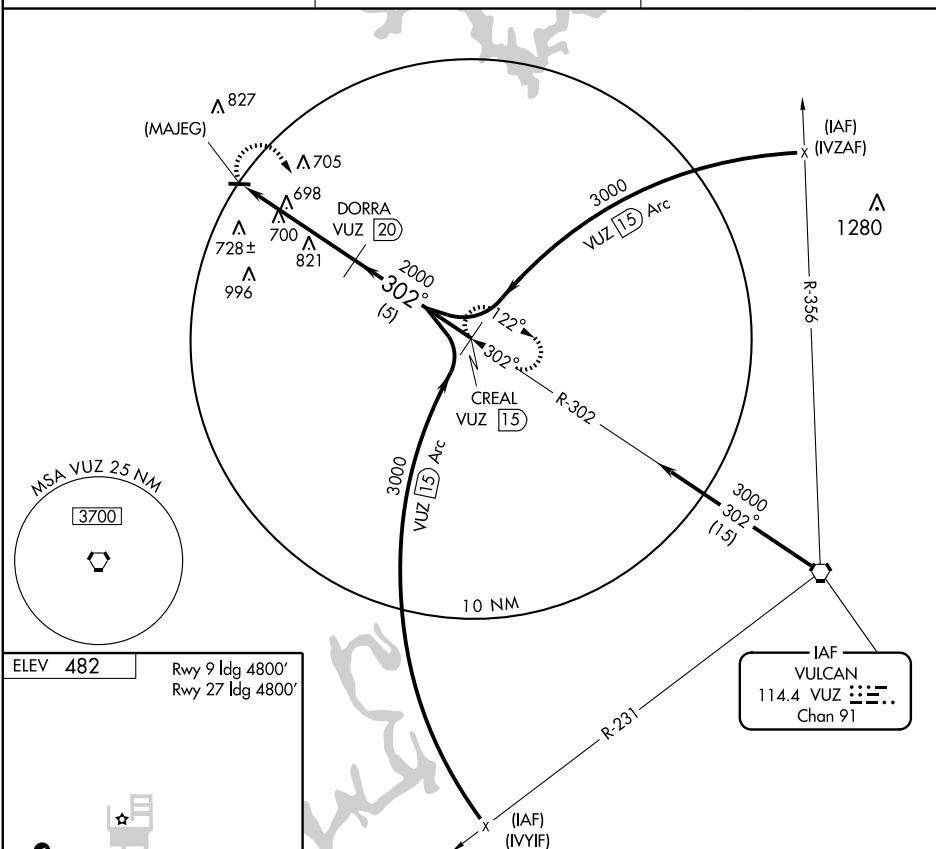 827
(MAJEG)
705
698
700
728±
821
996
DORRA
VUZ 20
2000
302°
(5)
3000
VUZ 15 Arc
(IAF)
(IVZAF)
1280
R-356
122°
302°
CREAL
VUZ 15
R-302
3000
VUZ 15 Arc
3000
302°
(15)
MSA VUZ 25 NM
3700
10 NM
IAF
VULCAN
114.4 VUZ
Chan 91
R-231
(IAF)
(IVYIF)
ELEV 482
Rwy 9 ldg 4800'
Rwy 27 ldg 4800'